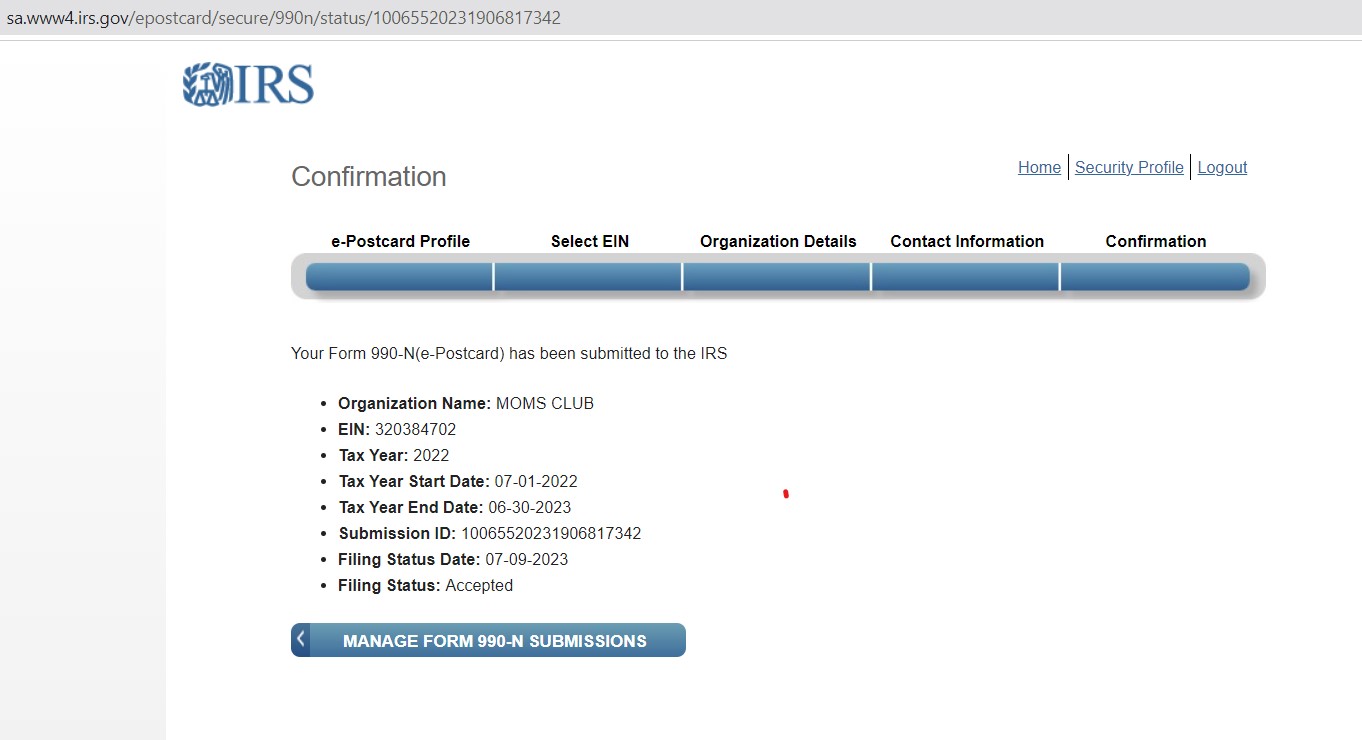 sa.www4.irs.gov/epostcard/secure/990n/status/10065520231906817342
IRS
Home Security Profile Logout
Confirmation
e-Postcard Profile Select EIN Organization Details Contact Information Confirmation
Your Form 990-N(e-Postcard) has been submitted to the IRS
• Organization Name: MOMS CLUB
• EIN: 320384702
• Tax Year: 2022
• Tax Year Start Date: 07-01-2022
• Tax Year End Date: 06-30-2023
• Submission ID: 10065520231906817342
• Filing Status Date: 07-09-2023
• Filing Status: Accepted
MANAGE FORM 990-N SUBMISSIONS